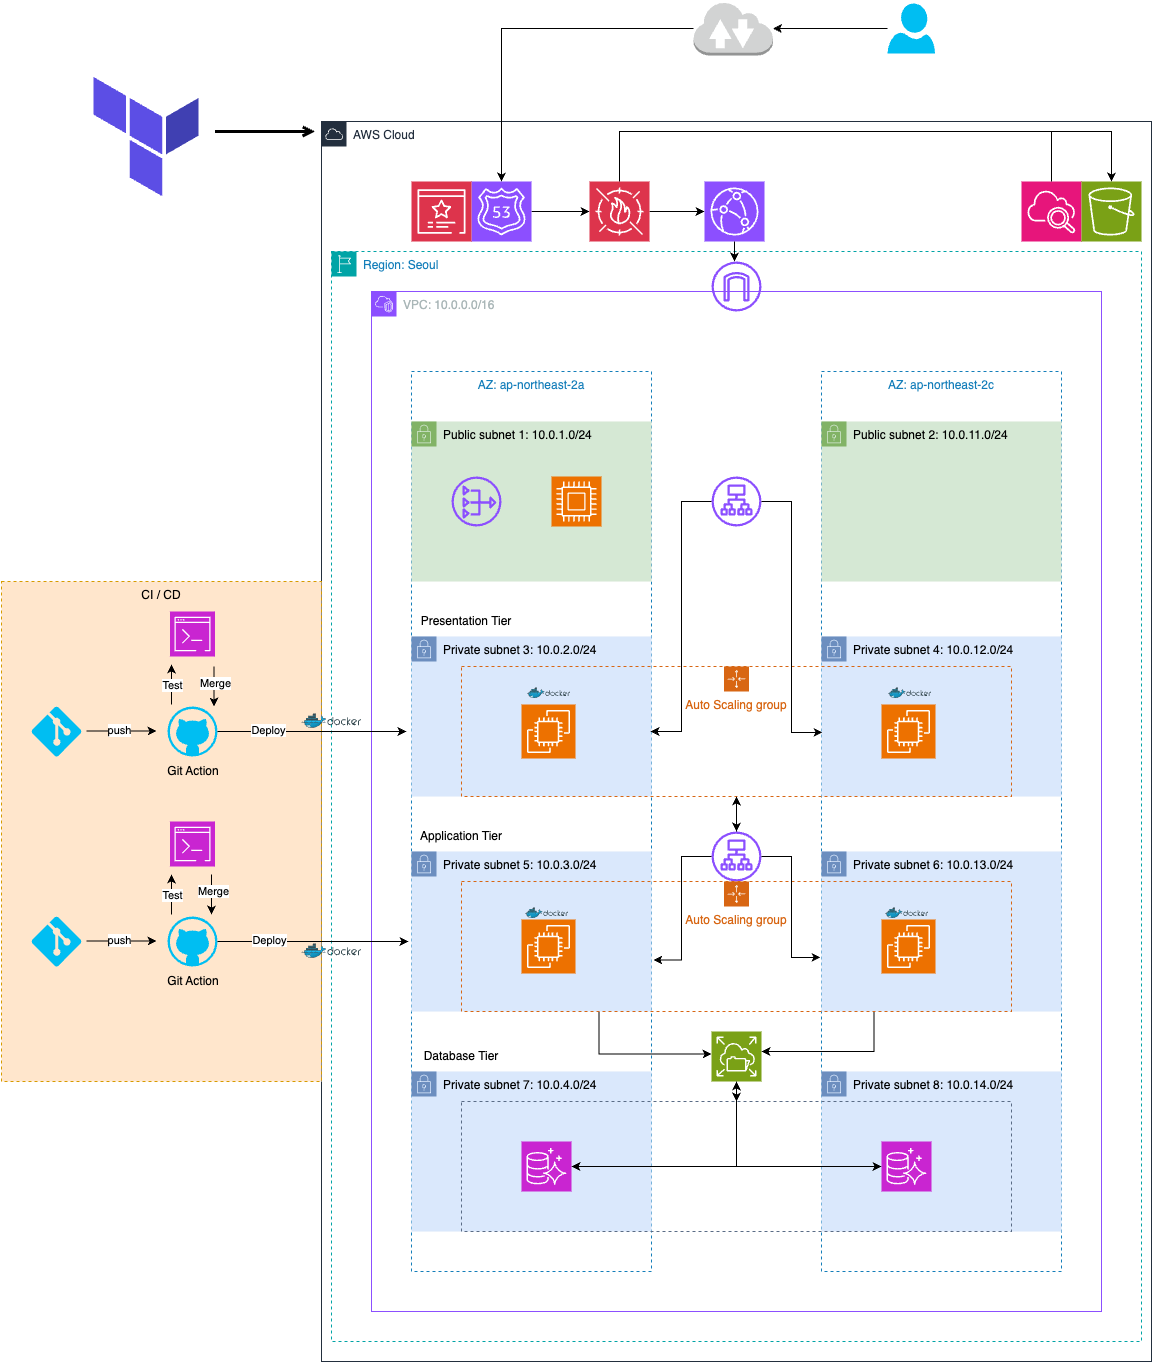 AWS Cloud
53
Region: Seoul
VPC: 10.0.0.0/16
AZ: ap-northeast-2a
AZ: ap-northeast-2c
Public subnet 1: 10.0.1.0/24
Public subnet 2: 10.0.11.0/24
CI / CD
Presentation Tier
Private subnet 3: 10.0.2.0/24
Private subnet 4: 10.0.12.0/24
Test
Merge
docker
docker
Auto Scaling group
push
Deploy
docker
Git Action
Application Tier
Private subnet 5: 10.0.3.0/24
Private subnet 6: 10.0.13.0/24
Test
Merge
docker
docker
Auto Scaling group
push
Deploy
docker
Git Action
Database Tier
Private subnet 7: 10.0.4.0/24
Private subnet 8: 10.0.14.0/24